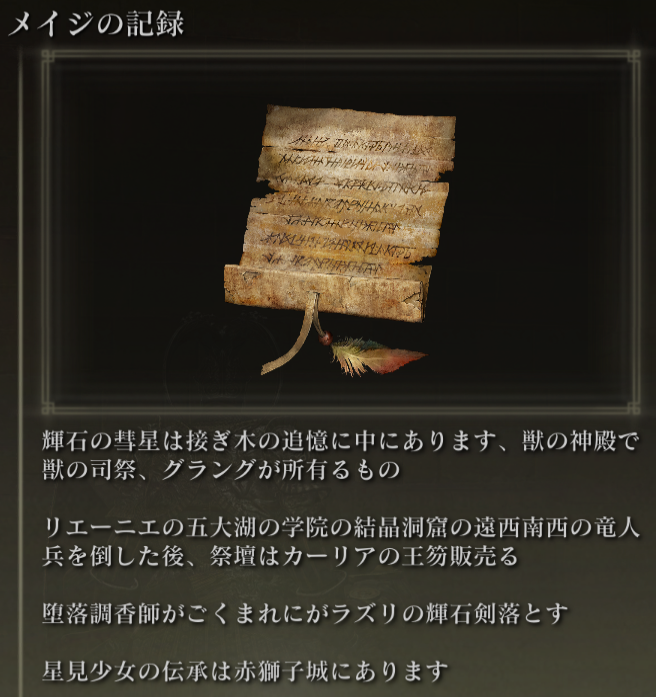 メイジの記録
輝石の彗星は接ぎ木の追憶に中にあります、獣の神殿で
獣の司祭、グラングが所有るもの
リエーニエの五大湖の学院の結晶洞窟の遠西南西の竜人
兵を倒した後、祭壇はカーリアの王笏販売る
堕落調香師がごくまれにがラズリの輝石剣落とす
星見少女の伝承は赤獅子城にあります